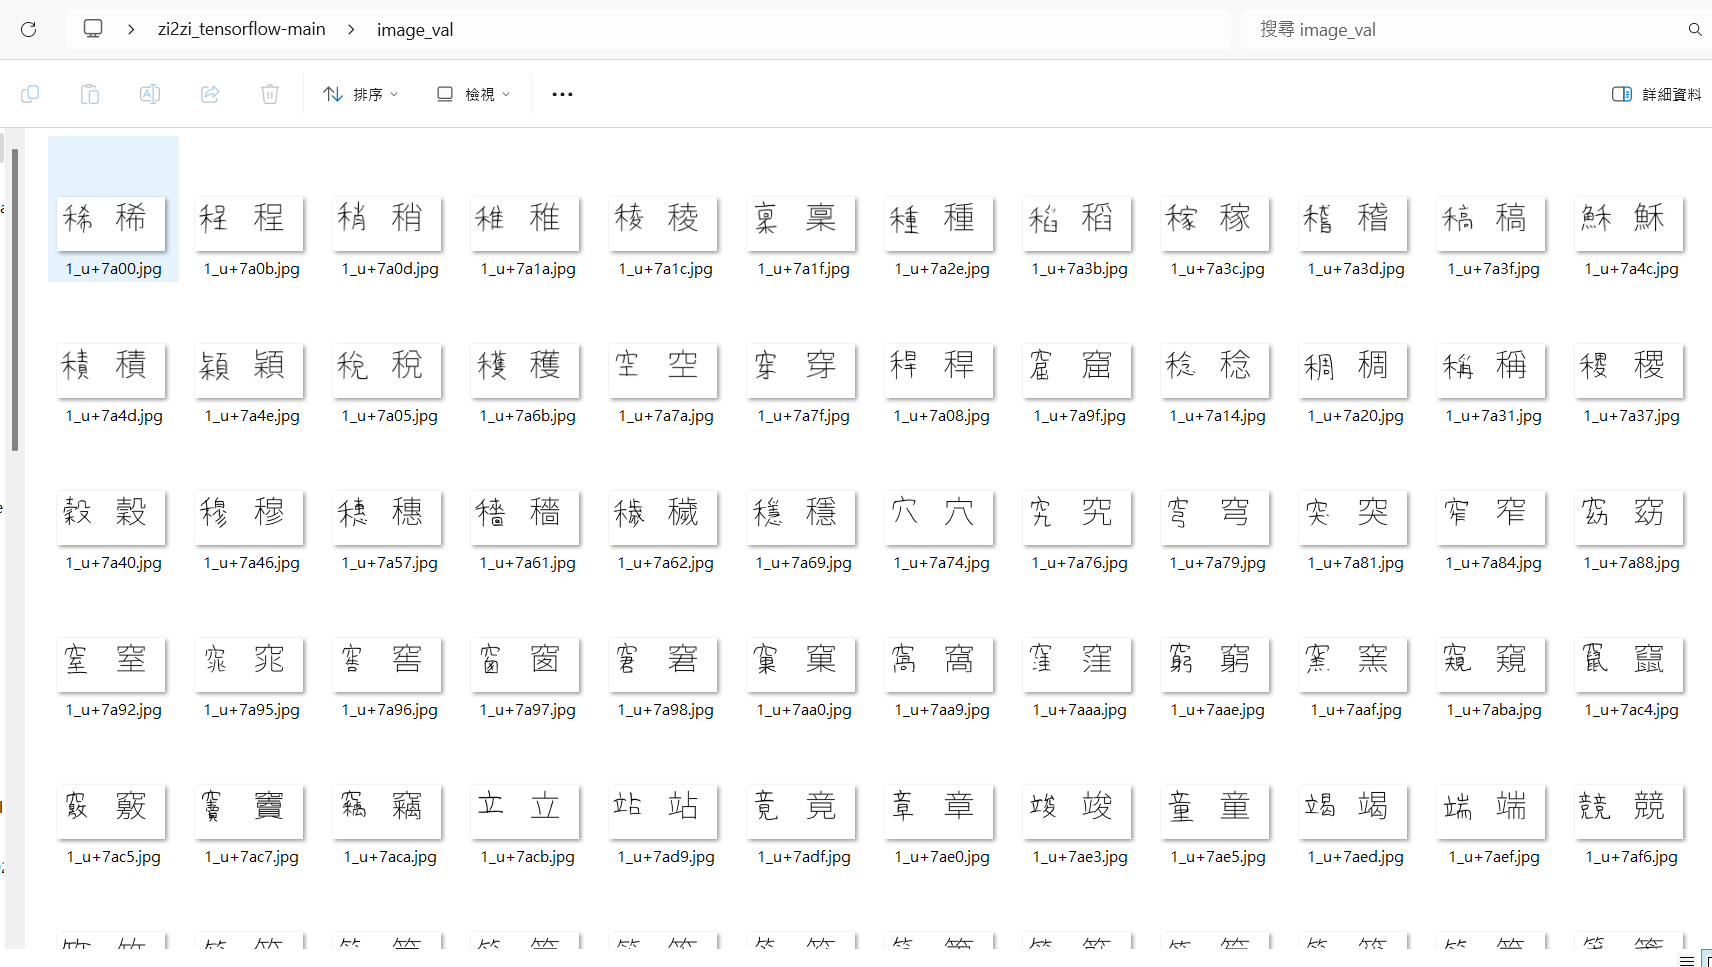 zi2zi_tensorflow-main > image_val
搜尋 image_val
排序 檢視 詳細資料
稀 稀 程 程 稍 稍 稚 稚 稜 稜 稟 稟 種 種 稻 稻 稼 稼 稽 稽 稿 稿 穌 穌
1_u+7a00.jpg 1_u+7a0b.jpg 1_u+7a0d.jpg 1_u+7a1a.jpg 1_u+7a1c.jpg 1_u+7a1f.jpg 1_u+7a2e.jpg 1_u+7a3b.jpg 1_u+7a3c.jpg 1_u+7a3d.jpg 1_u+7a3f.jpg 1_u+7a4c.jpg
積 積 穎 穎 稅 稅 穫 穫 空 空 穿 穿 稈 稈 窟 窟 稔 稔 稠 稠 稱 稱 稷 稷
1_u+7a4d.jpg 1_u+7a4e.jpg 1_u+7a05.jpg 1_u+7a6b.jpg 1_u+7a7a.jpg 1_u+7a7f.jpg 1_u+7a08.jpg 1_u+7a9f.jpg 1_u+7a14.jpg 1_u+7a20.jpg 1_u+7a31.jpg 1_u+7a37.jpg
穀 穀 穆 穆 穗 穗 穡 穡 穢 穢 穩 穩 穴 穴 究 究 穹 穹 突 突 窄 窄 窈 窈
1_u+7a40.jpg 1_u+7a46.jpg 1_u+7a57.jpg 1_u+7a61.jpg 1_u+7a62.jpg 1_u+7a69.jpg 1_u+7a74.jpg 1_u+7a76.jpg 1_u+7a79.jpg 1_u+7a81.jpg 1_u+7a84.jpg 1_u+7a88.jpg
窒 窒 窕 窕 窖 窖 窗 窗 窘 窘 窠 窠 窩 窩 窪 窪 窮 窮 窯 窯 窺 窺 竄 竄
1_u+7a92.jpg 1_u+7a95.jpg 1_u+7a96.jpg 1_u+7a97.jpg 1_u+7a98.jpg 1_u+7aa0.jpg 1_u+7aa9.jpg 1_u+7aaa.jpg 1_u+7aae.jpg 1_u+7aaf.jpg 1_u+7aba.jpg 1_u+7ac4.jpg
竅 竅 竇 竇 竊 竊 立 立 站 站 竟 竟 章 章 竣 竣 童 童 竭 竭 端 端 競 競
1_u+7ac5.jpg 1_u+7ac7.jpg 1_u+7aca.jpg 1_u+7acb.jpg 1_u+7ad9.jpg 1_u+7adf.jpg 1_u+7ae0.jpg 1_u+7ae3.jpg 1_u+7ae5.jpg 1_u+7aed.jpg 1_u+7aef.jpg 1_u+7af6.jpg